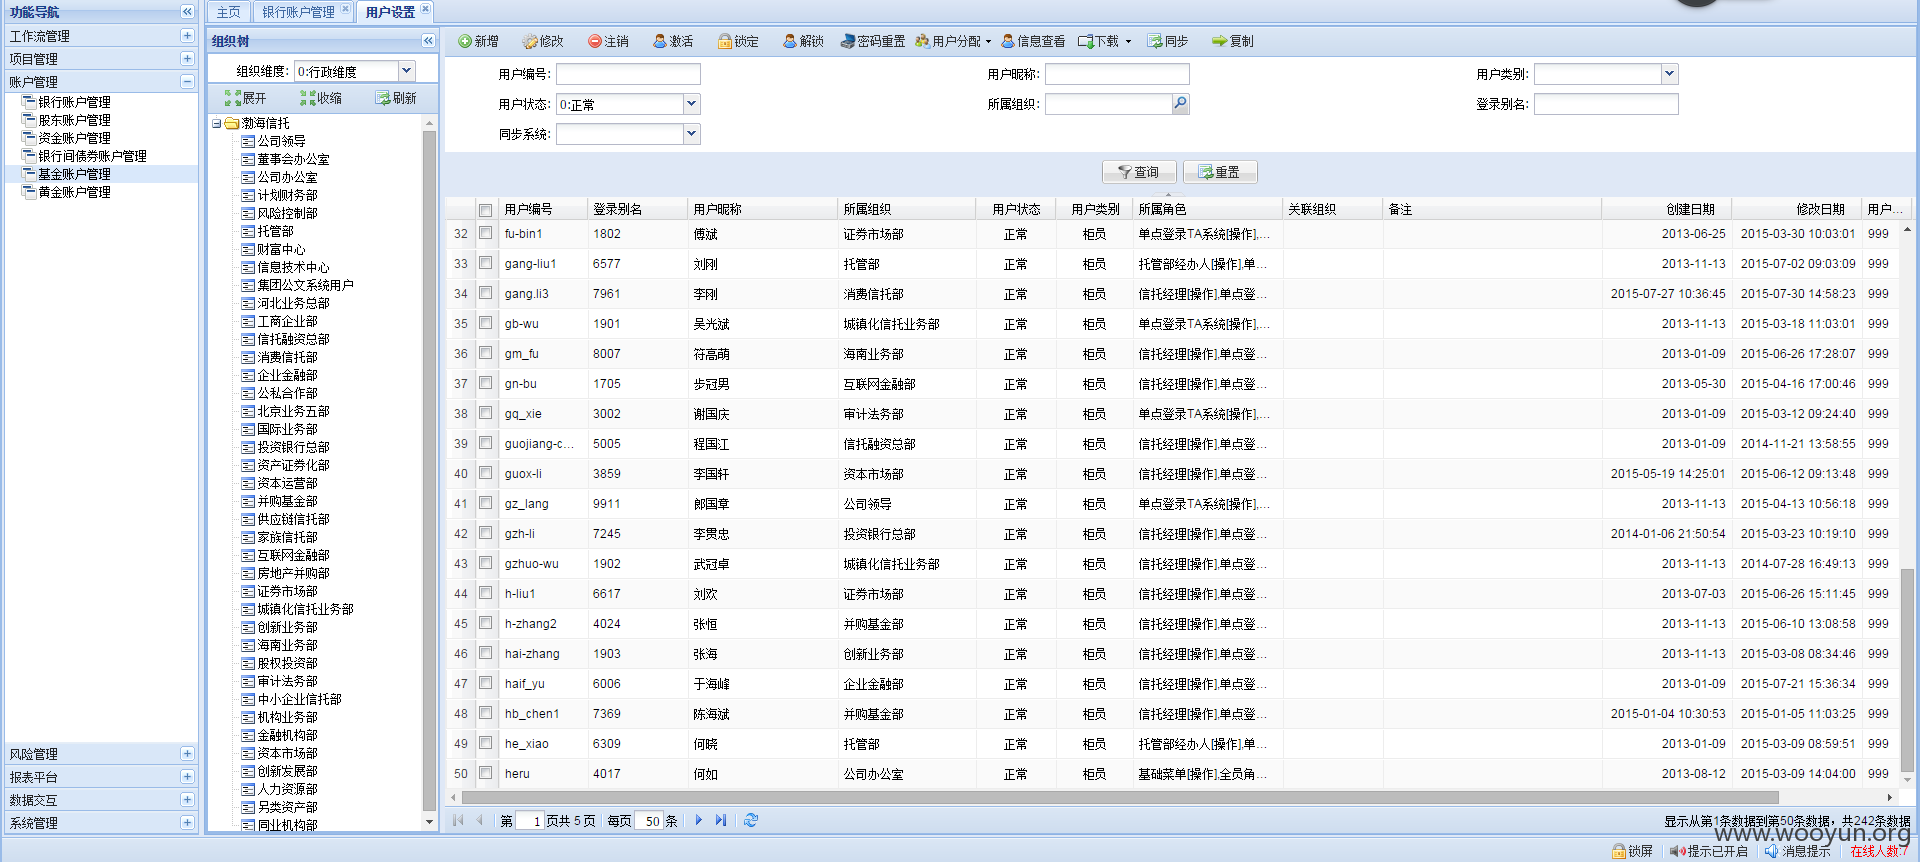 功能导航
工作流管理
项目管理
账户管理
银行账户管理
股东账户管理
资金账户管理
银行间债券账户管理
基金账户管理
黄金账户管理
风险管理
报表平台
数据交互
系统管理
主页 银行账户管理 用户设置
组织树
组织维度: 0:行政维度
展开 收缩 刷新
渤海信托
公司领导
董事会办公室
公司办公室
计划财务部
风险控制部
托管部
财富中心
信息技术中心
集团公文系统用户
河北业务总部
工商企业部
信托融资总部
消费信托部
企业金融部
公私合作部
北京业务五部
国际业务部
投资银行总部
资产证券化部
资本运营部
并购基金部
供应链信托部
家族信托部
互联网金融部
房地产并购部
证券市场部
城镇化信托业务部
创新业务部
海南业务部
股权投资部
审计法务部
中小企业信托部
机构业务部
金融机构部
资本市场部
创新发展部
人力资源部
另类资产部
同业机构部
新增 修改 注销 激活 锁定 解锁 密码重置 用户分配 信息查看 下载 同步 复制
用户编号: 用户昵称: 用户类别:
用户状态: 0:正常 所属组织: 登录别名:
同步系统:
查询 重置
用户编号 登录别名 用户昵称 所属组织 用户状态 用户类别 所属角色 关联组织 备注 创建日期 修改日期 用户...
32 fu-bin1 1802 傅斌 证券市场部 正常 柜员 单点登录TA系统[操作],... 2013-06-25 2015-03-30 10:03:01 999
33 gang-liu1 6577 刘刚 托管部 正常 柜员 托管部经办人[操作],单... 2013-11-13 2015-07-02 09:03:09 999
34 gang.li3 7961 李刚 消费信托部 正常 柜员 信托经理[操作],单点登... 2015-07-27 10:36:45 2015-07-30 14:58:23 999
35 gb-wu 1901 吴光斌 城镇化信托业务部 正常 柜员 单点登录TA系统[操作],... 2013-11-13 2015-03-18 11:03:01 999
36 gm_fu 8007 符高萌 海南业务部 正常 柜员 信托经理[操作],单点登... 2013-01-09 2015-06-26 17:28:07 999
37 gn-bu 1705 步冠男 互联网金融部 正常 柜员 信托经理[操作],单点登... 2013-05-30 2015-04-16 17:00:46 999
38 gq_xie 3002 谢国庆 审计法务部 正常 柜员 单点登录TA系统[操作],... 2013-01-09 2015-03-12 09:24:40 999
39 guojiang-c... 5005 程国江 信托融资总部 正常 柜员 信托经理[操作],单点登... 2013-01-09 2014-11-21 13:58:55 999
40 guox-li 3859 李国轩 资本市场部 正常 柜员 信托经理[操作],单点登... 2015-05-19 14:25:01 2015-06-12 09:13:48 999
41 gz_lang 9911 郎国章 公司领导 正常 柜员 单点登录TA系统[操作],... 2013-11-13 2015-04-13 10:56:18 999
42 gzh-li 7245 李贯忠 投资银行总部 正常 柜员 信托经理[操作],单点登... 2014-01-06 21:50:54 2015-03-23 10:19:10 999
43 gzhuo-wu 1902 武冠卓 城镇化信托业务部 正常 柜员 信托经理[操作],单点登... 2013-11-13 2014-07-28 16:49:13 999
44 h-liu1 6617 刘欢 证券市场部 正常 柜员 信托经理[操作],单点登... 2013-07-03 2015-06-26 15:11:45 999
45 h-zhang2 4024 张恒 并购基金部 正常 柜员 信托经理[操作],单点登... 2013-11-13 2015-06-10 13:08:58 999
46 hai-zhang 1903 张海 创新业务部 正常 柜员 信托经理[操作],单点登... 2013-11-13 2015-03-08 08:34:46 999
47 haif_yu 6006 于海峰 企业金融部 正常 柜员 信托经理[操作],单点登... 2013-01-09 2015-07-21 15:36:34 999
48 hb_chen1 7369 陈海斌 并购基金部 正常 柜员 信托经理[操作],单点登... 2015-01-04 10:30:53 2015-01-05 11:03:25 999
49 he_xiao 6309 何晓 托管部 正常 柜员 托管部经办人[操作],单... 2013-01-09 2015-03-09 08:59:51 999
50 heru 4017 何如 公司办公室 正常 柜员 基础菜单[操作],全员角... 2013-08-12 2015-03-09 14:04:00 999
第 1 页共 5 页 每页 50 条 显示从第1条数据到第50条数据，共242条数据
www.wooyun.org
锁屏 提示已开启 消息提示 在线人数:7